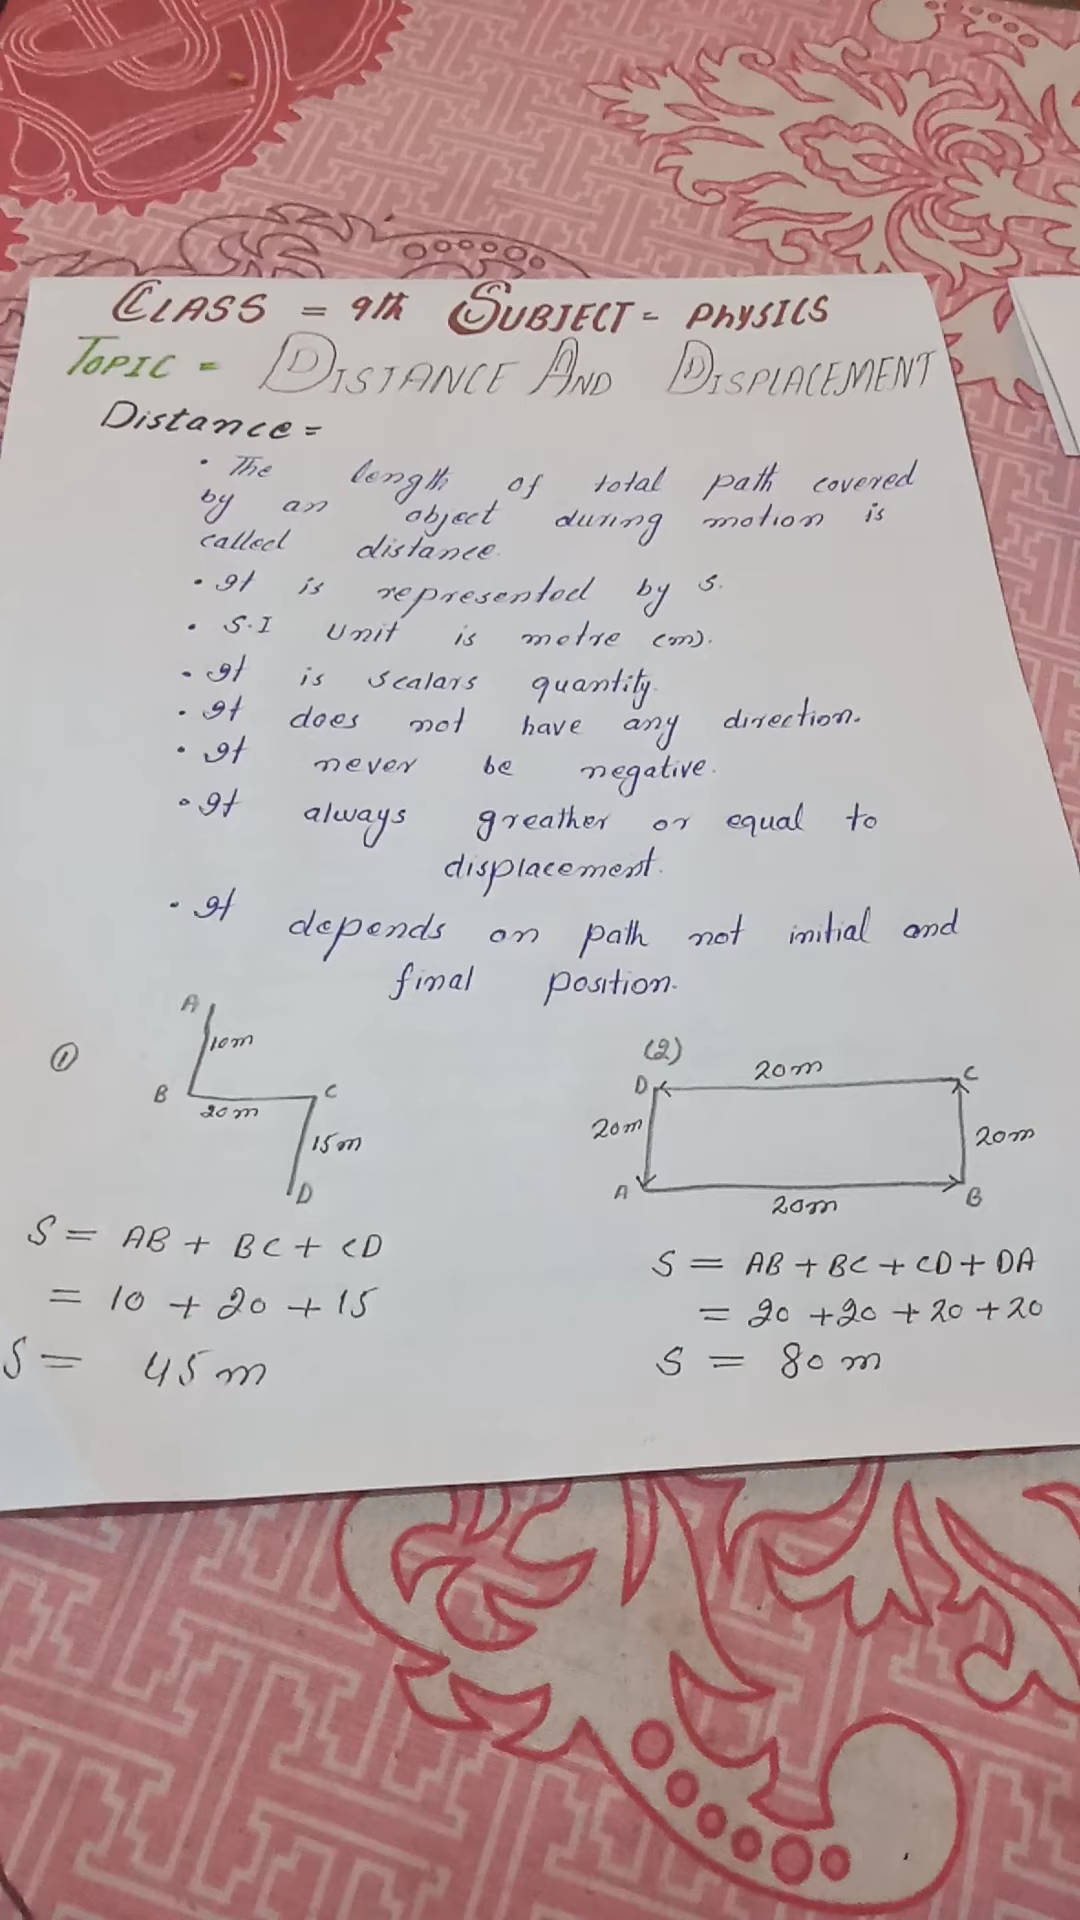 CLASS = 9th SUBJECT = PHYSICS
TOPIC = DISTANCE AND DISPLACEMENT
Distance =
• The length of total path covered
by an object during motion is
called distance.
• It is represented by s.
• S.I Unit is metre (m).
• It is scalars quantity.
• It does not have any direction.
• It never be negative.
• It always greather or equal to
displacement.
• It depends on path not initial and
final position.
①
A
10m
B
20m
C
15m
D
S = AB + BC + CD
= 10 + 20 + 15
S = 45 m
(2)
D
20m
C
20m
20m
A
20m
B
S = AB + BC + CD + DA
= 20 + 20 + 20 + 20
S = 80 m